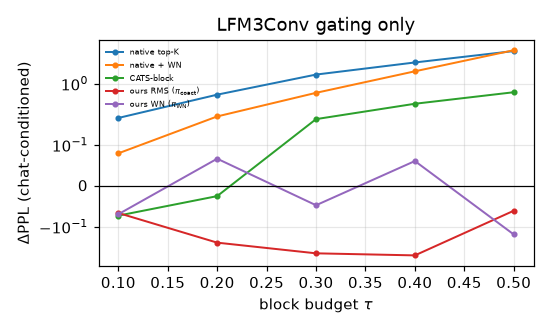 LFM3Conv gating only
native top-K
native + WN
CATS-block
ours RMS (π_coact)
ours WN (π_WN)
10⁰
10⁻¹
0
−10⁻¹
ΔPPL (chat-conditioned)
0.10 0.15 0.20 0.25 0.30 0.35 0.40 0.45 0.50
block budget τ